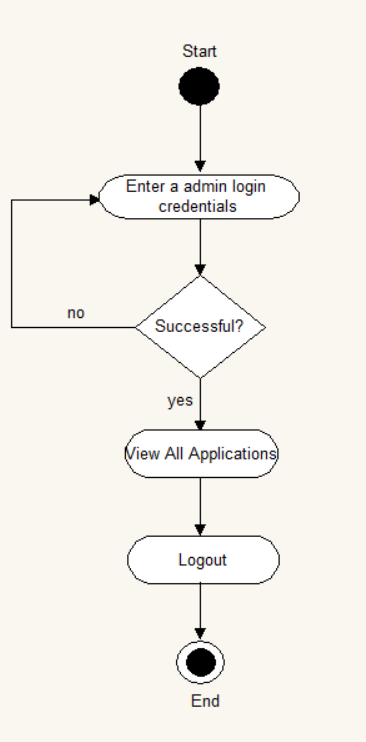 Start
Enter a admin login
credentials
Successful?
no
yes
View All Applications
Logout
End